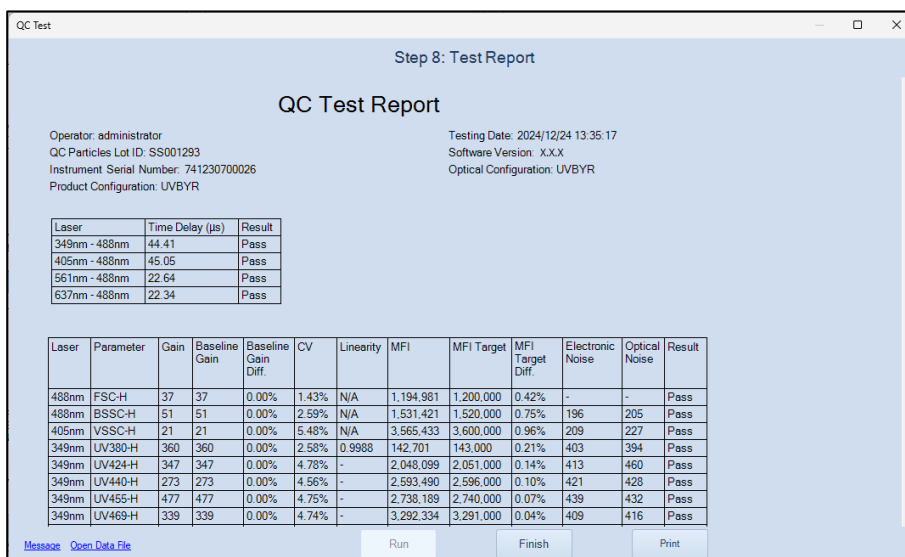 QC Test
Step 8: Test Report
QC Test Report
Operator: administrator
Testing Date: 2024/12/24 13:35:17
QC Particles Lot ID: SS001293
Software Version: X.X.X
Instrument Serial Number: 741230700026
Optical Configuration: UVBYR
Product Configuration: UVBYR
Laser Time Delay (µs) Result
349nm - 488nm 44.41 Pass
405nm - 488nm 45.05 Pass
561nm - 488nm 22.64 Pass
637nm - 488nm 22.34 Pass
Laser Parameter Gain Baseline Gain Baseline Gain Diff. CV Linearity MFI MFI Target MFI Target Diff. Electronic Noise Optical Noise Result
488nm FSC-H 37 37 0.00% 1.43% N/A 1,194,981 1,200,000 0.42% - - Pass
488nm BSSC-H 51 51 0.00% 2.59% N/A 1,531,421 1,520,000 0.75% 196 205 Pass
405nm VSSC-H 21 21 0.00% 5.48% N/A 3,565,433 3,600,000 0.96% 209 227 Pass
349nm UV380-H 360 360 0.00% 2.58% 0.9988 142,701 143,000 0.21% 403 394 Pass
349nm UV424-H 347 347 0.00% 4.78% - 2,048,099 2,051,000 0.14% 413 460 Pass
349nm UV440-H 273 273 0.00% 4.56% - 2,593,490 2,596,000 0.10% 421 428 Pass
349nm UV455-H 477 477 0.00% 4.75% - 2,738,189 2,740,000 0.07% 439 432 Pass
349nm UV469-H 339 339 0.00% 4.74% - 3,292,334 3,291,000 0.04% 409 416 Pass
Message Open Data File Run Finish Print